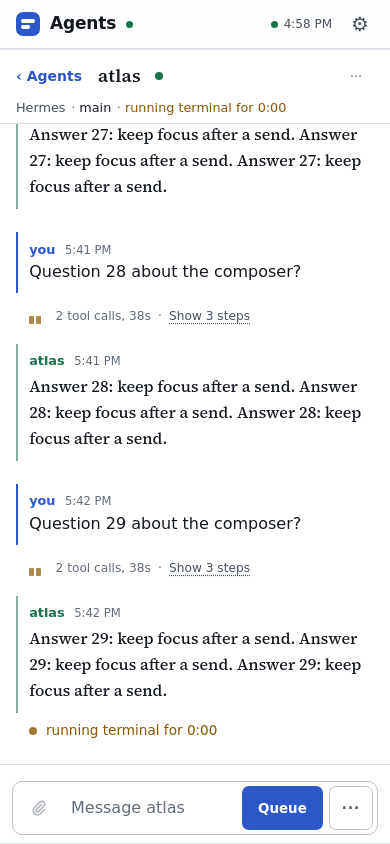 Agents
4:58 PM
‹ Agents atlas ...
Hermes · main · running terminal for 0:00
Answer 27: keep focus after a send. Answer
27: keep focus after a send. Answer 27: keep
focus after a send.
you 5:41 PM
Question 28 about the composer?
2 tool calls, 38s · Show 3 steps
atlas 5:41 PM
Answer 28: keep focus after a send. Answer
28: keep focus after a send. Answer 28: keep
focus after a send.
you 5:42 PM
Question 29 about the composer?
2 tool calls, 38s · Show 3 steps
atlas 5:42 PM
Answer 29: keep focus after a send. Answer
29: keep focus after a send. Answer 29: keep
focus after a send.
running terminal for 0:00
Message atlas Queue ...